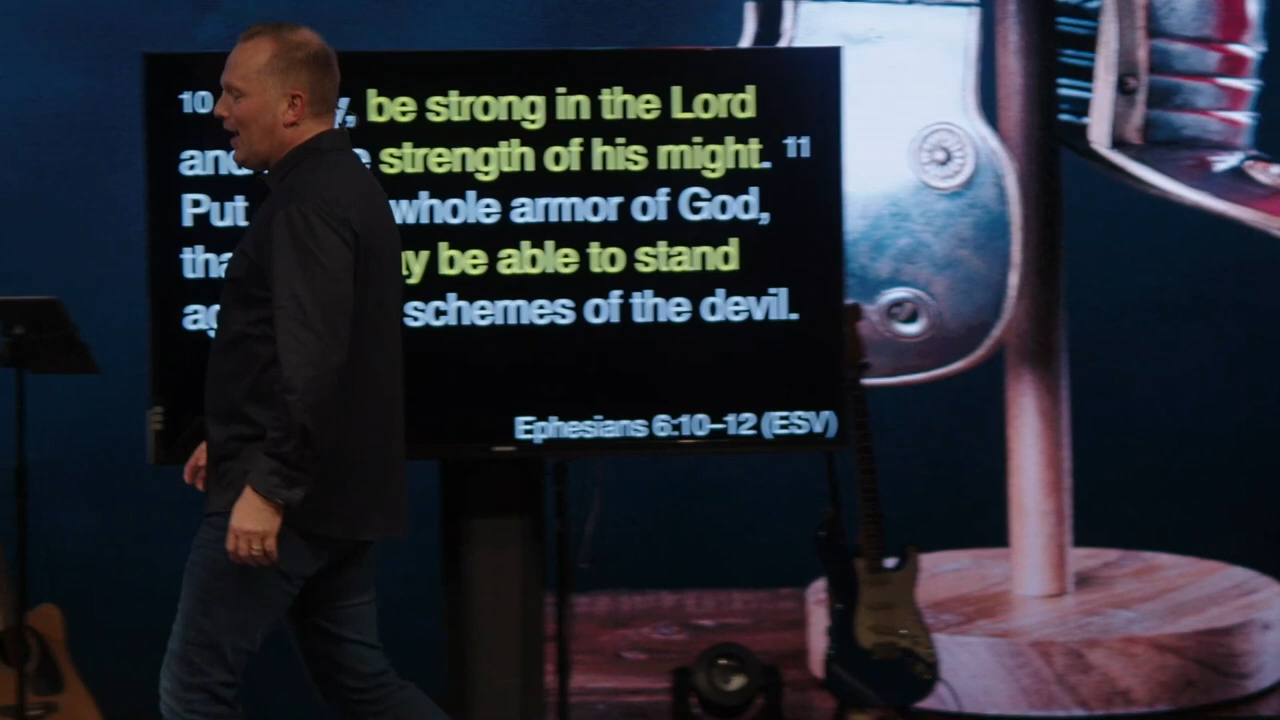 10 y, be strong in the Lord
and e strength of his might. 11
Put whole armor of God,
tha ay be able to stand
ag schemes of the devil.
Ephesians 6:10–12 (ESV)